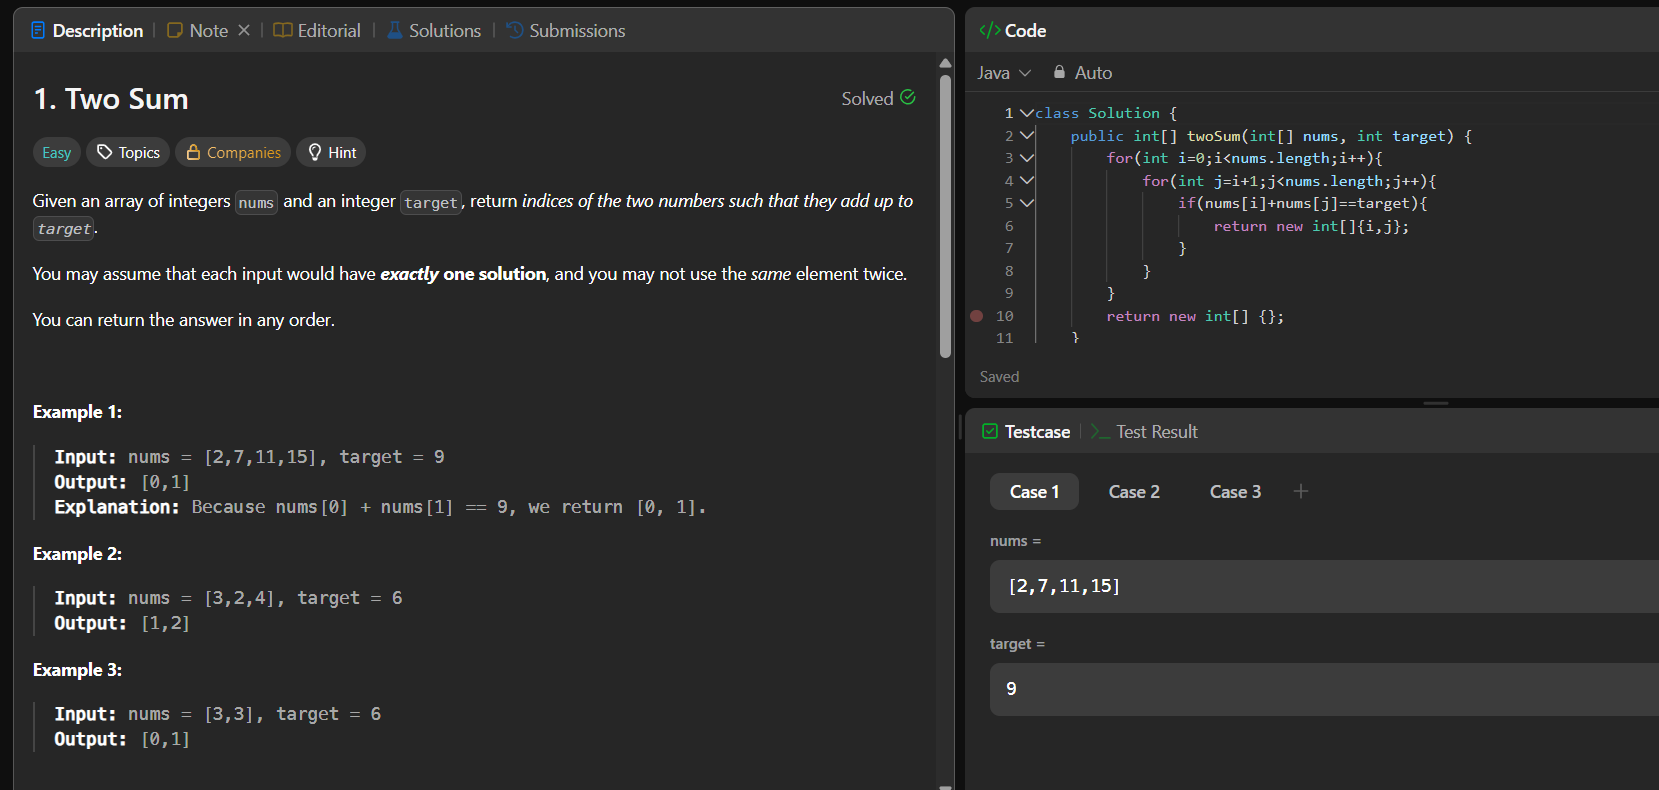 Description
Note
Editorial
Solutions
Submissions
1. Two Sum
Solved
Easy
Topics
Companies
Hint
Given an array of integers nums and an integer target, return indices of the two numbers such that they add up to
target.
You may assume that each input would have exactly one solution, and you may not use the same element twice.
You can return the answer in any order.
Example 1:
Input: nums = [2,7,11,15], target = 9
Output: [0,1]
Explanation: Because nums[0] + nums[1] == 9, we return [0, 1].
Example 2:
Input: nums = [3,2,4], target = 6
Output: [1,2]
Example 3:
Input: nums = [3,3], target = 6
Output: [0,1]
</> Code
Java
Auto
1 class Solution {
2 public int[] twoSum(int[] nums, int target) {
3 for(int i=0;i<nums.length;i++){
4 for(int j=i+1;j<nums.length;j++){
5 if(nums[i]+nums[j]==target){
6 return new int[]{i,j};
7 }
8 }
9 }
10 return new int[] {};
11 }
Saved
Testcase
Test Result
Case 1
Case 2
Case 3
nums =
[2,7,11,15]
target =
9